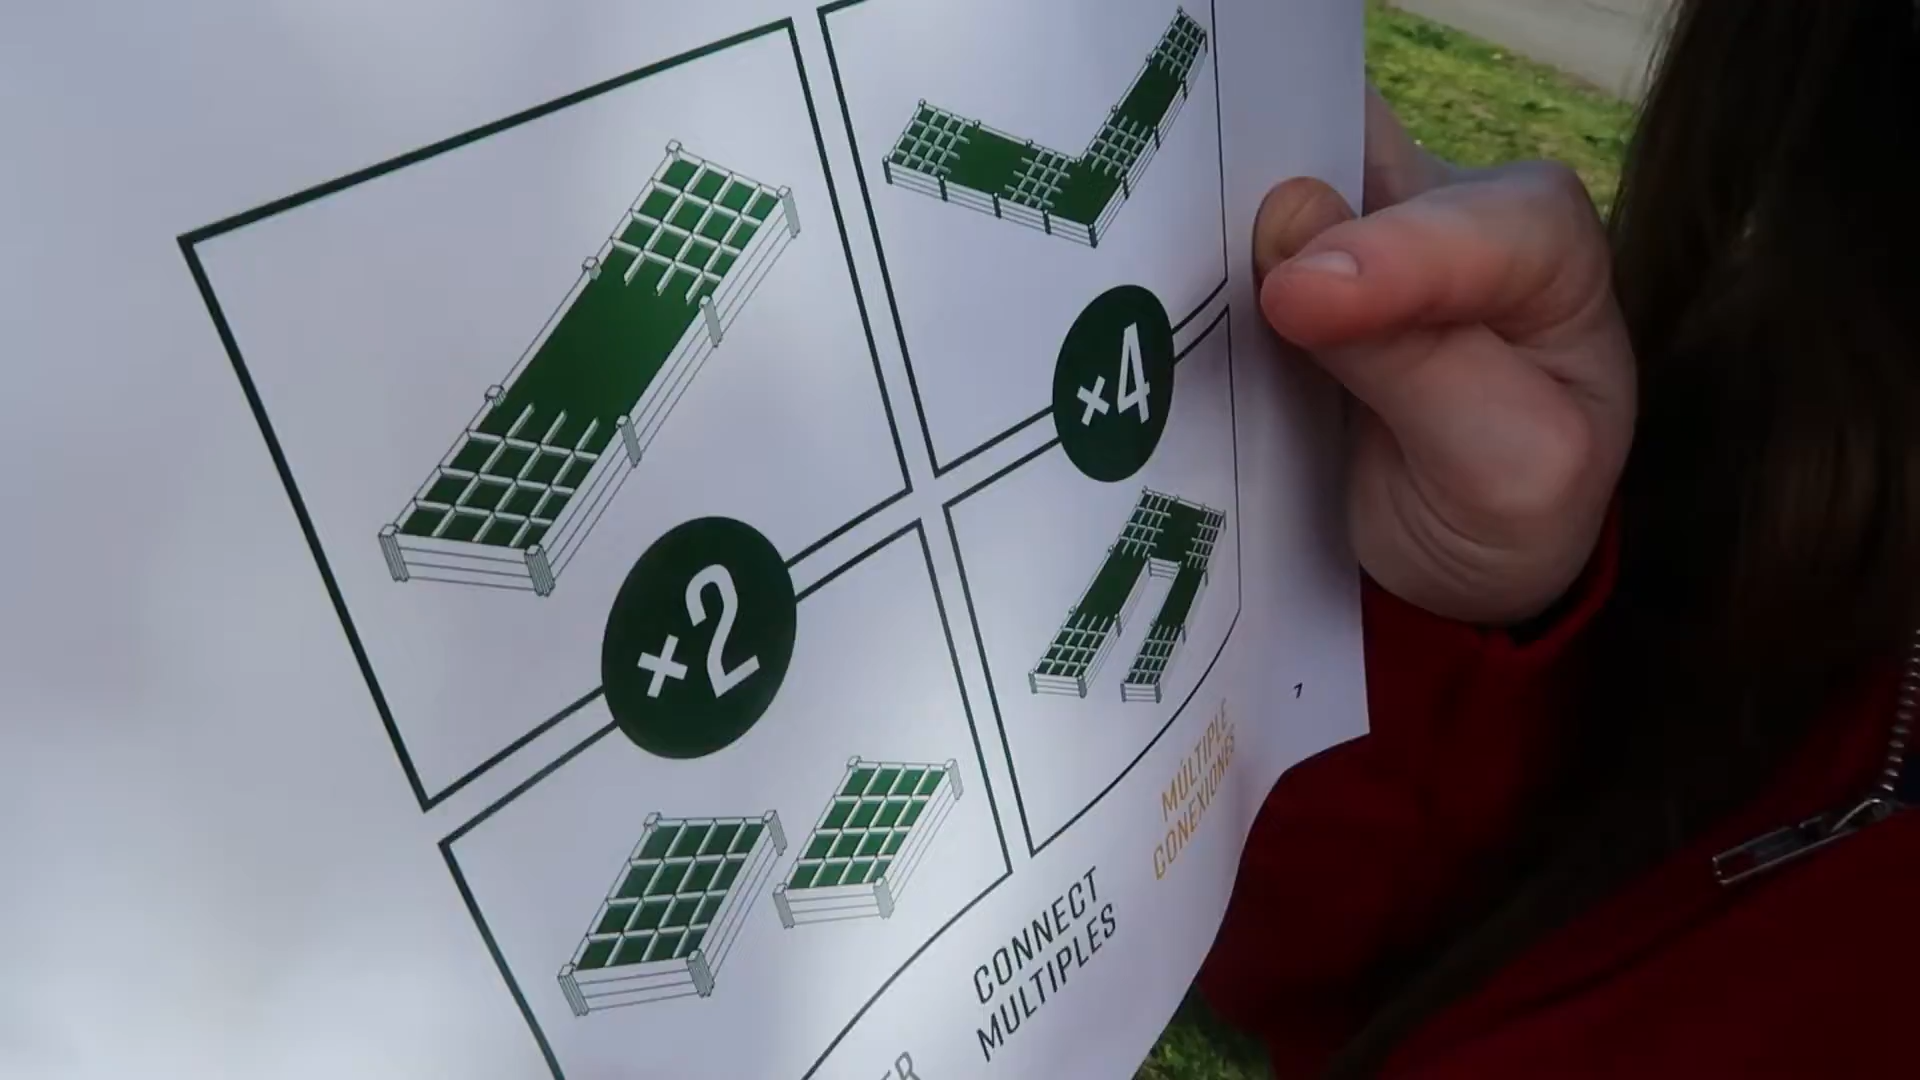 ×4
×2
7
CONNECT
MULTIPLES
MÚLTIPLE
CONEXIONES